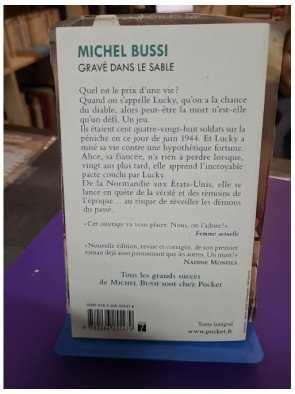 MICHEL BUSSI
GRAVÉ DANS LE SABLE
Quel est le prix d'une vie ?
Quand on s'appelle Lucky, qu'on a la chance
du diable, alors peut-être la mort n'est-elle
qu'un défi. Un jeu.
Ils étaient cent quatre-vingt-huit soldats sur la
péniche en ce jour de juin 1944. Et Lucky a
misé sa vie contre une hypothétique fortune.
Alice, sa fiancée, n'a rien à perdre lorsque,
vingt ans plus tard, elle apprend l'incroyable
pacte conclu par Lucky.
De la Normandie aux États-Unis, elle se
lance en quête de la vérité et des témoins de
l'époque... au risque de réveiller les démons
du passé.
« Cet ouvrage va vous plaire. Nous, on l'adore ! »
Femme actuelle
« Nouvelle édition, revue et corrigée, de son premier
roman déjà aussi passionnant que les autres. Un must ! »
NADINE MONFILS
Tous les grands succès
de MICHEL BUSSI sont chez Pocket
Texte intégral
www.pocket.fr